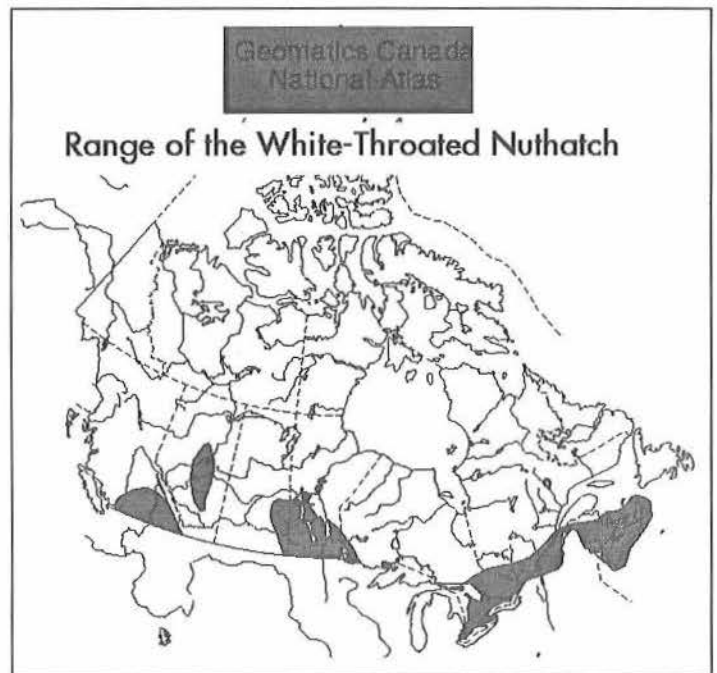 Geomatics Canada
National Atlas
Range of the White-Throated Nuthatch